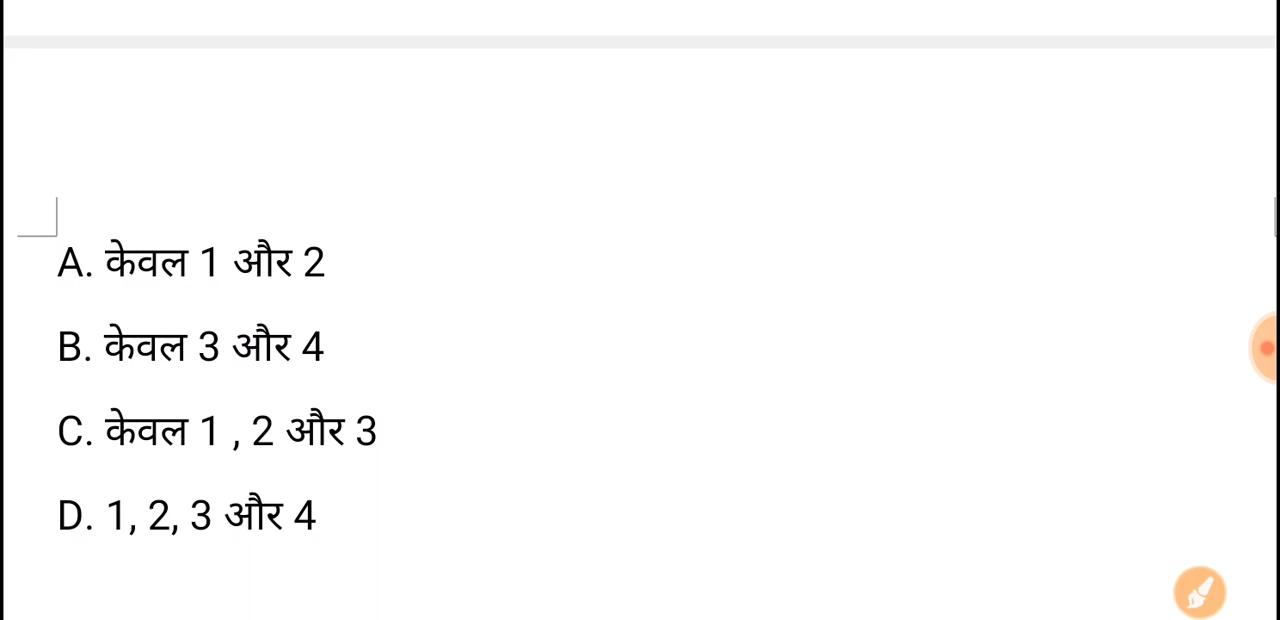 A. केवल 1 और 2
B. केवल 3 और 4
C. केवल 1 , 2 और 3
D. 1, 2, 3 और 4